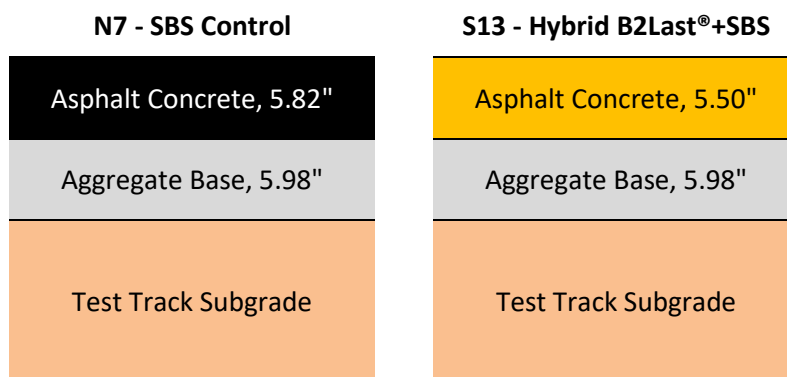 N7 - SBS Control
Asphalt Concrete, 5.82"
Aggregate Base, 5.98"
Test Track Subgrade
S13 - Hybrid B2Last®+SBS
Asphalt Concrete, 5.50"
Aggregate Base, 5.98"
Test Track Subgrade